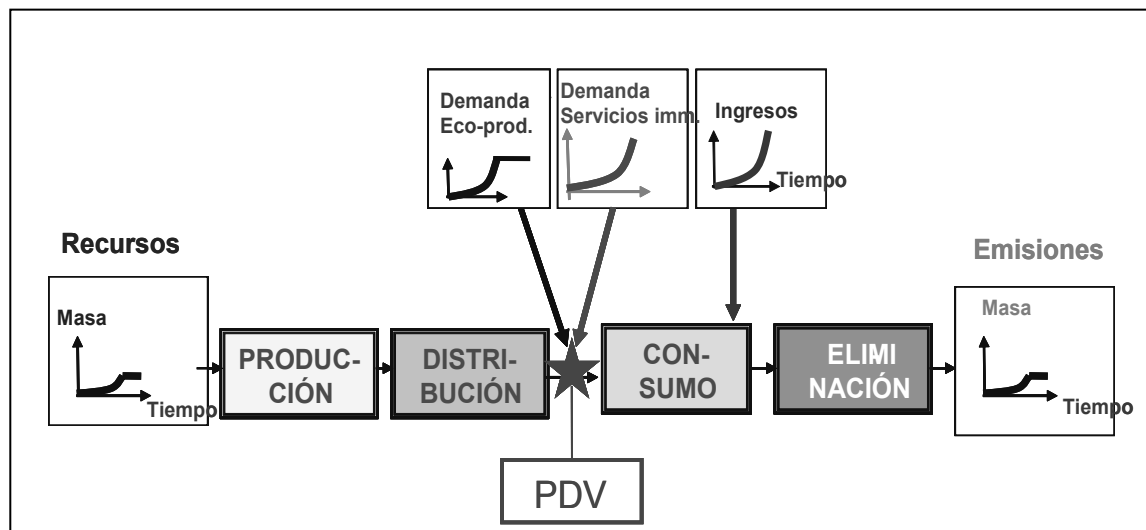 Demanda
Eco-prod.
Demanda
Servicios imm.
Ingresos
Tiempo
Recursos
Masa
Tiempo
PRODUC-
CIÓN
DISTRI-
BUCIÓN
CON-
SUMO
ELIMI
NACIÓN
Emisiones
Masa
Tiempo
PDV